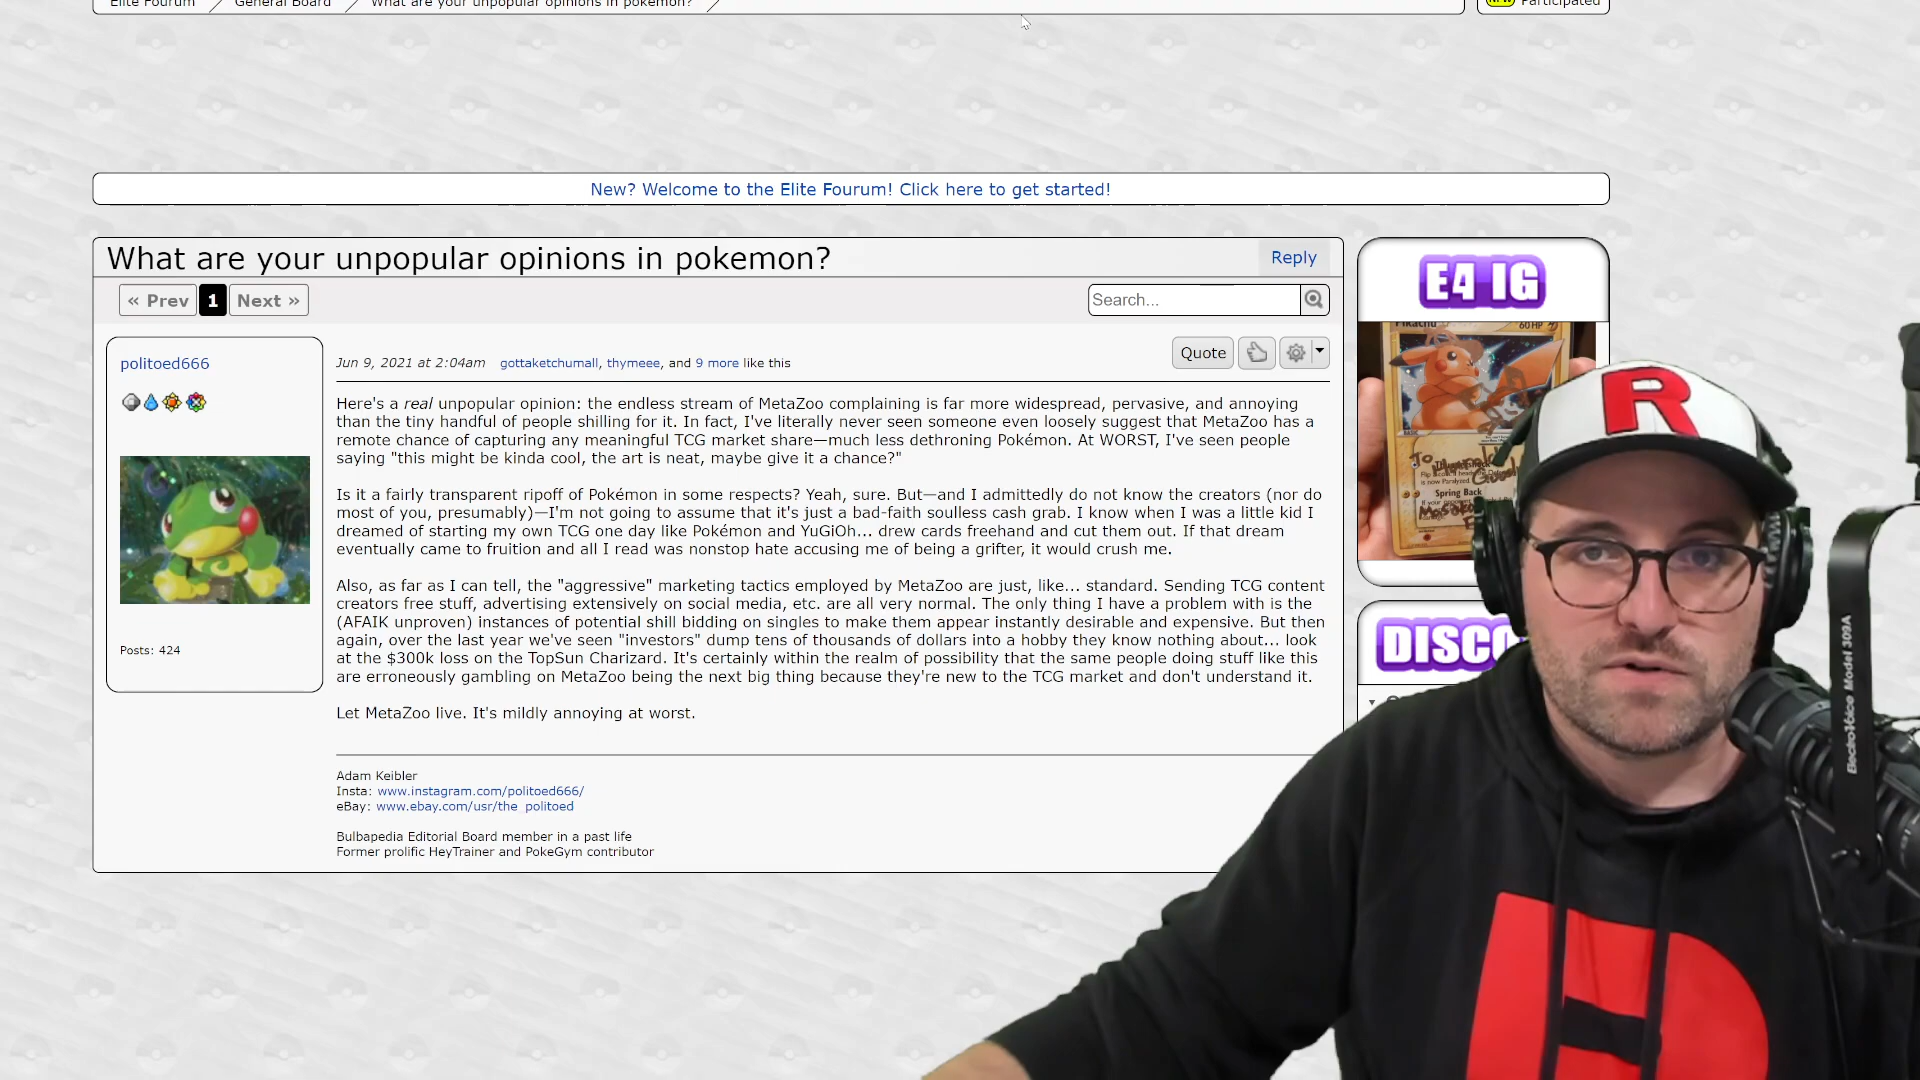 Elite Fourum
General Board
What are your unpopular opinions in pokemon?
Participated
New? Welcome to the Elite Fourum! Click here to get started!
What are your unpopular opinions in pokemon?
Reply
« Prev 1 Next »
Search...
politoed666
Jun 9, 2021 at 2:04am gottaketchumall, thymeee, and 9 more like this
Quote
Here's a real unpopular opinion: the endless stream of MetaZoo complaining is far more widespread, pervasive, and annoying
than the tiny handful of people shilling for it. In fact, I've literally never seen someone even loosely suggest that MetaZoo has a
remote chance of capturing any meaningful TCG market share—much less dethroning Pokémon. At WORST, I've seen people
saying "this might be kinda cool, the art is neat, maybe give it a chance?"
Is it a fairly transparent ripoff of Pokémon in some respects? Yeah, sure. But—and I admittedly do not know the creators (nor do
most of you, presumably)—I'm not going to assume that it's just a bad-faith soulless cash grab. I know when I was a little kid I
dreamed of starting my own TCG one day like Pokémon and YuGiOh... drew cards freehand and cut them out. If that dream
eventually came to fruition and all I read was nonstop hate accusing me of being a grifter, it would crush me.
Also, as far as I can tell, the "aggressive" marketing tactics employed by MetaZoo are just, like... standard. Sending TCG content
creators free stuff, advertising extensively on social media, etc. are all very normal. The only thing I have a problem with is the
(AFAIK unproven) instances of potential shill bidding on singles to make them appear instantly desirable and expensive. But then
again, over the last year we've seen "investors" dump tens of thousands of dollars into a hobby they know nothing about... look
at the $300k loss on the TopSun Charizard. It's certainly within the realm of possibility that the same people doing stuff like this
are erroneously gambling on MetaZoo being the next big thing because they're new to the TCG market and don't understand it.
Let MetaZoo live. It's mildly annoying at worst.
Posts: 424
Adam Keibler
Insta: www.instagram.com/politoed666/
eBay: www.ebay.com/usr/the_politoed
Bulbapedia Editorial Board member in a past life
Former prolific HeyTrainer and PokeGym contributor
E4 IG
Pikachu 60 HP
Spring Back
DISCO
R
Electro-Voice Model 309A